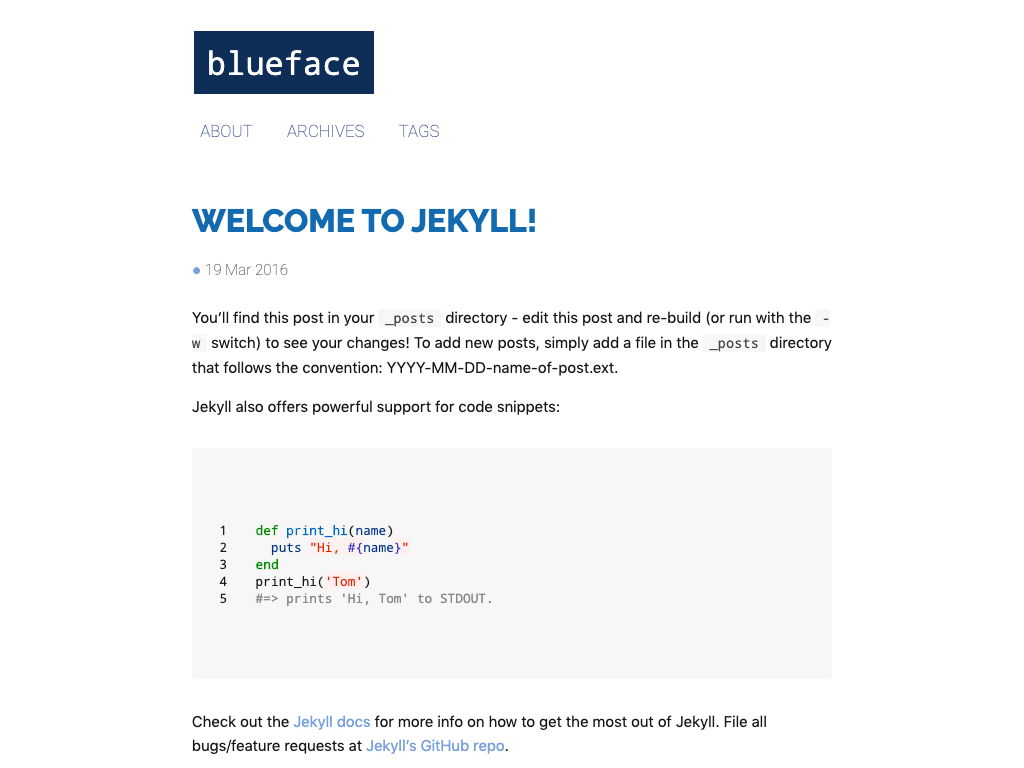 blueface
ABOUT ARCHIVES TAGS
WELCOME TO JEKYLL!
● 19 Mar 2016
You’ll find this post in your _posts directory - edit this post and re-build (or run with the -
w switch) to see your changes! To add new posts, simply add a file in the _posts directory
that follows the convention: YYYY-MM-DD-name-of-post.ext.
Jekyll also offers powerful support for code snippets:
1 def print_hi(name)
2   puts "Hi, #{name}"
3 end
4 print_hi('Tom')
5 #=> prints 'Hi, Tom' to STDOUT.
Check out the Jekyll docs for more info on how to get the most out of Jekyll. File all
bugs/feature requests at Jekyll’s GitHub repo.